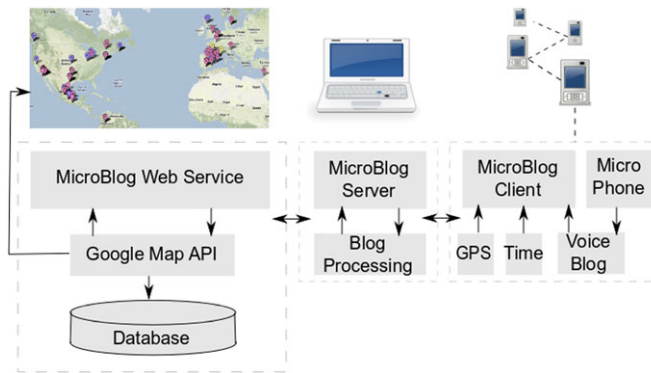 MicroBlog Web Service
Google Map API
Database
MicroBlog
Server
Blog
Processing
MicroBlog
Client
Micro
Phone
GPS
Time
Voice
Blog